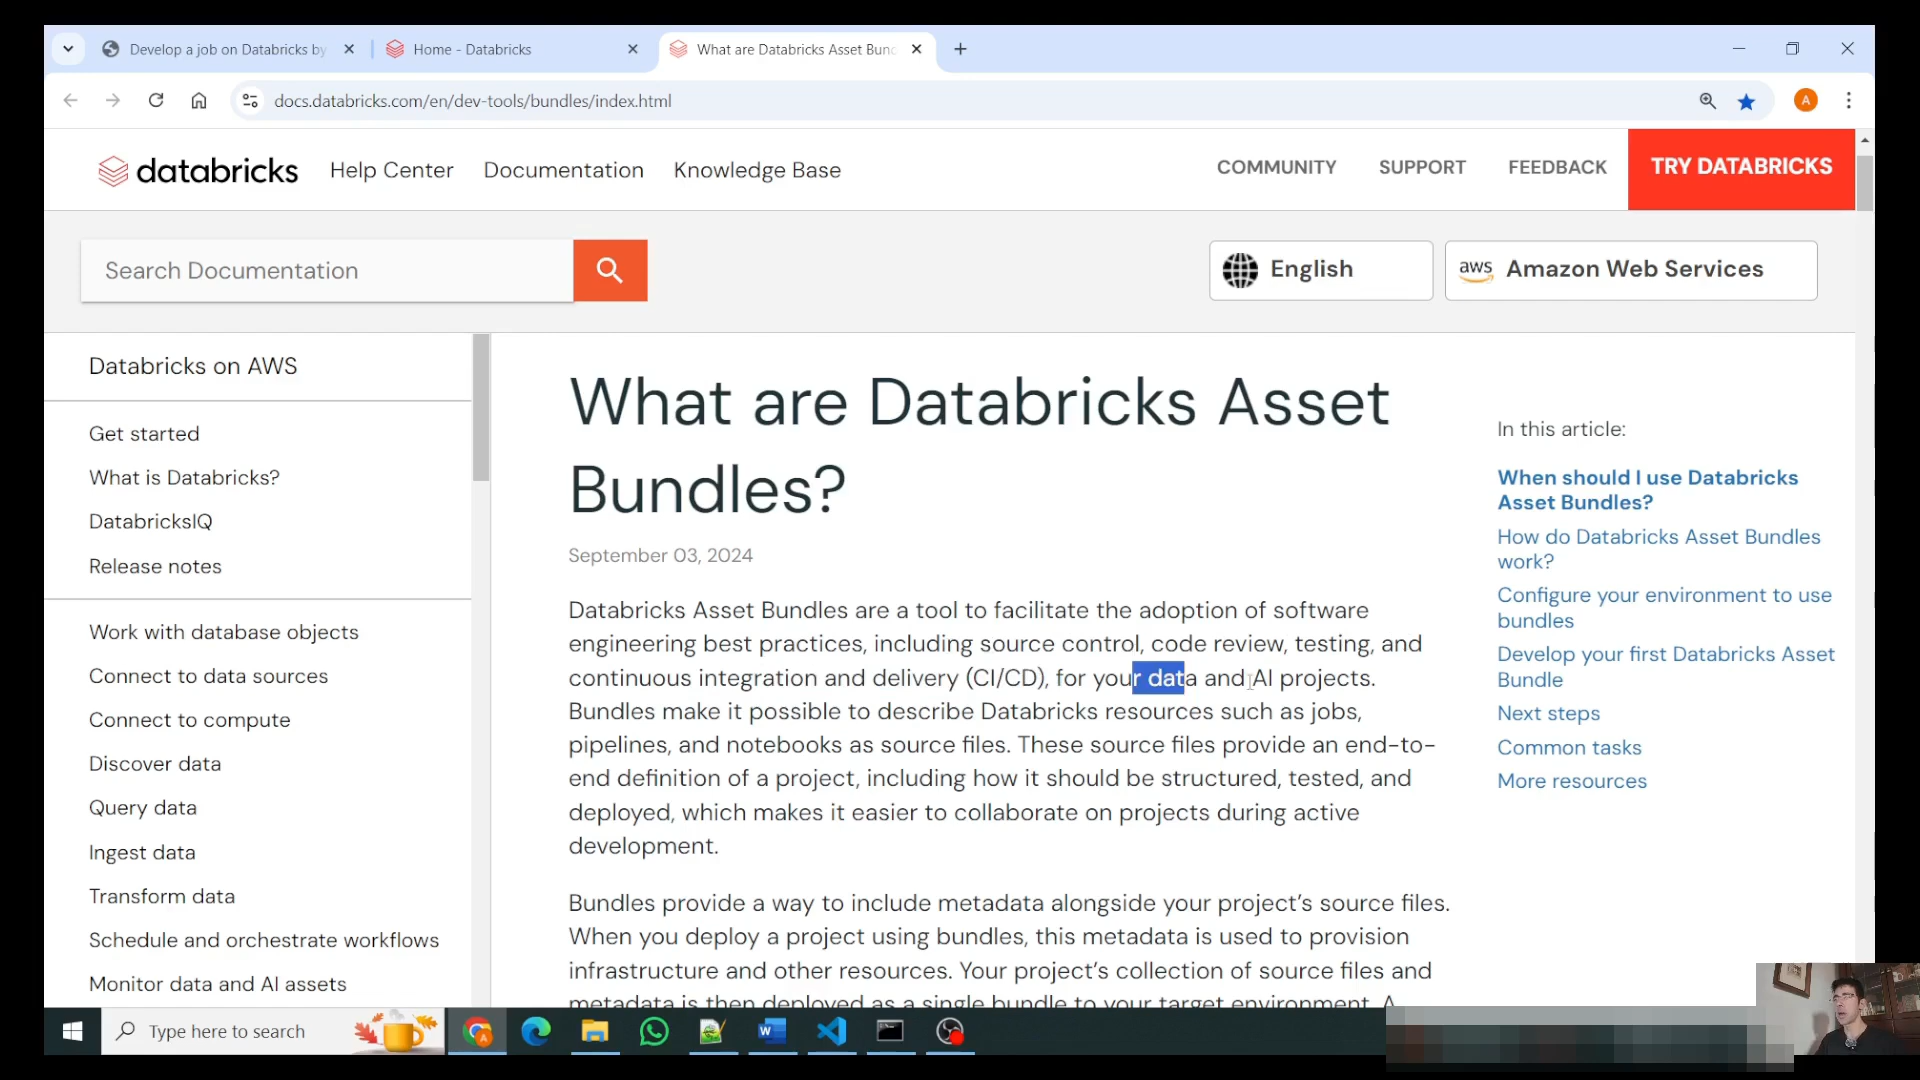 Develop a job on Databricks by
Home - Databricks
What are Databricks Asset Bunc
docs.databricks.com/en/dev-tools/bundles/index.html
A
databricks
Help Center
Documentation
Knowledge Base
COMMUNITY
SUPPORT
FEEDBACK
TRY DATABRICKS
Search Documentation
English
aws Amazon Web Services
Databricks on AWS
Get started
What is Databricks?
DatabricksIQ
Release notes
Work with database objects
Connect to data sources
Connect to compute
Discover data
Query data
Ingest data
Transform data
Schedule and orchestrate workflows
Monitor data and AI assets
What are Databricks Asset
Bundles?
September 03, 2024
Databricks Asset Bundles are a tool to facilitate the adoption of software
engineering best practices, including source control, code review, testing, and
continuous integration and delivery (CI/CD), for your data and AI projects.
Bundles make it possible to describe Databricks resources such as jobs,
pipelines, and notebooks as source files. These source files provide an end-to-
end definition of a project, including how it should be structured, tested, and
deployed, which makes it easier to collaborate on projects during active
development.
Bundles provide a way to include metadata alongside your project’s source files.
When you deploy a project using bundles, this metadata is used to provision
infrastructure and other resources. Your project’s collection of source files and
metadata is then deployed as a single bundle to your target environment. A
In this article:
When should I use Databricks
Asset Bundles?
How do Databricks Asset Bundles
work?
Configure your environment to use
bundles
Develop your first Databricks Asset
Bundle
Next steps
Common tasks
More resources
Type here to search